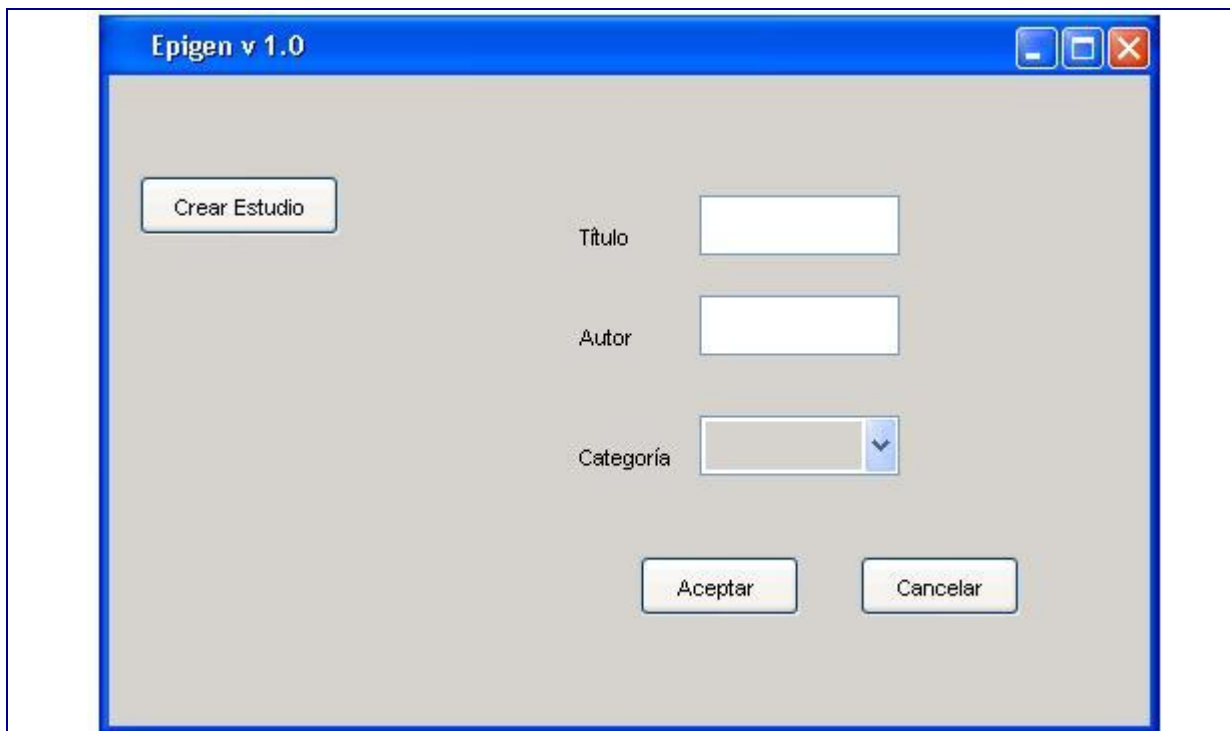 Epigen v 1.0
Crear Estudio
Título
Autor
Categoría
Aceptar
Cancelar